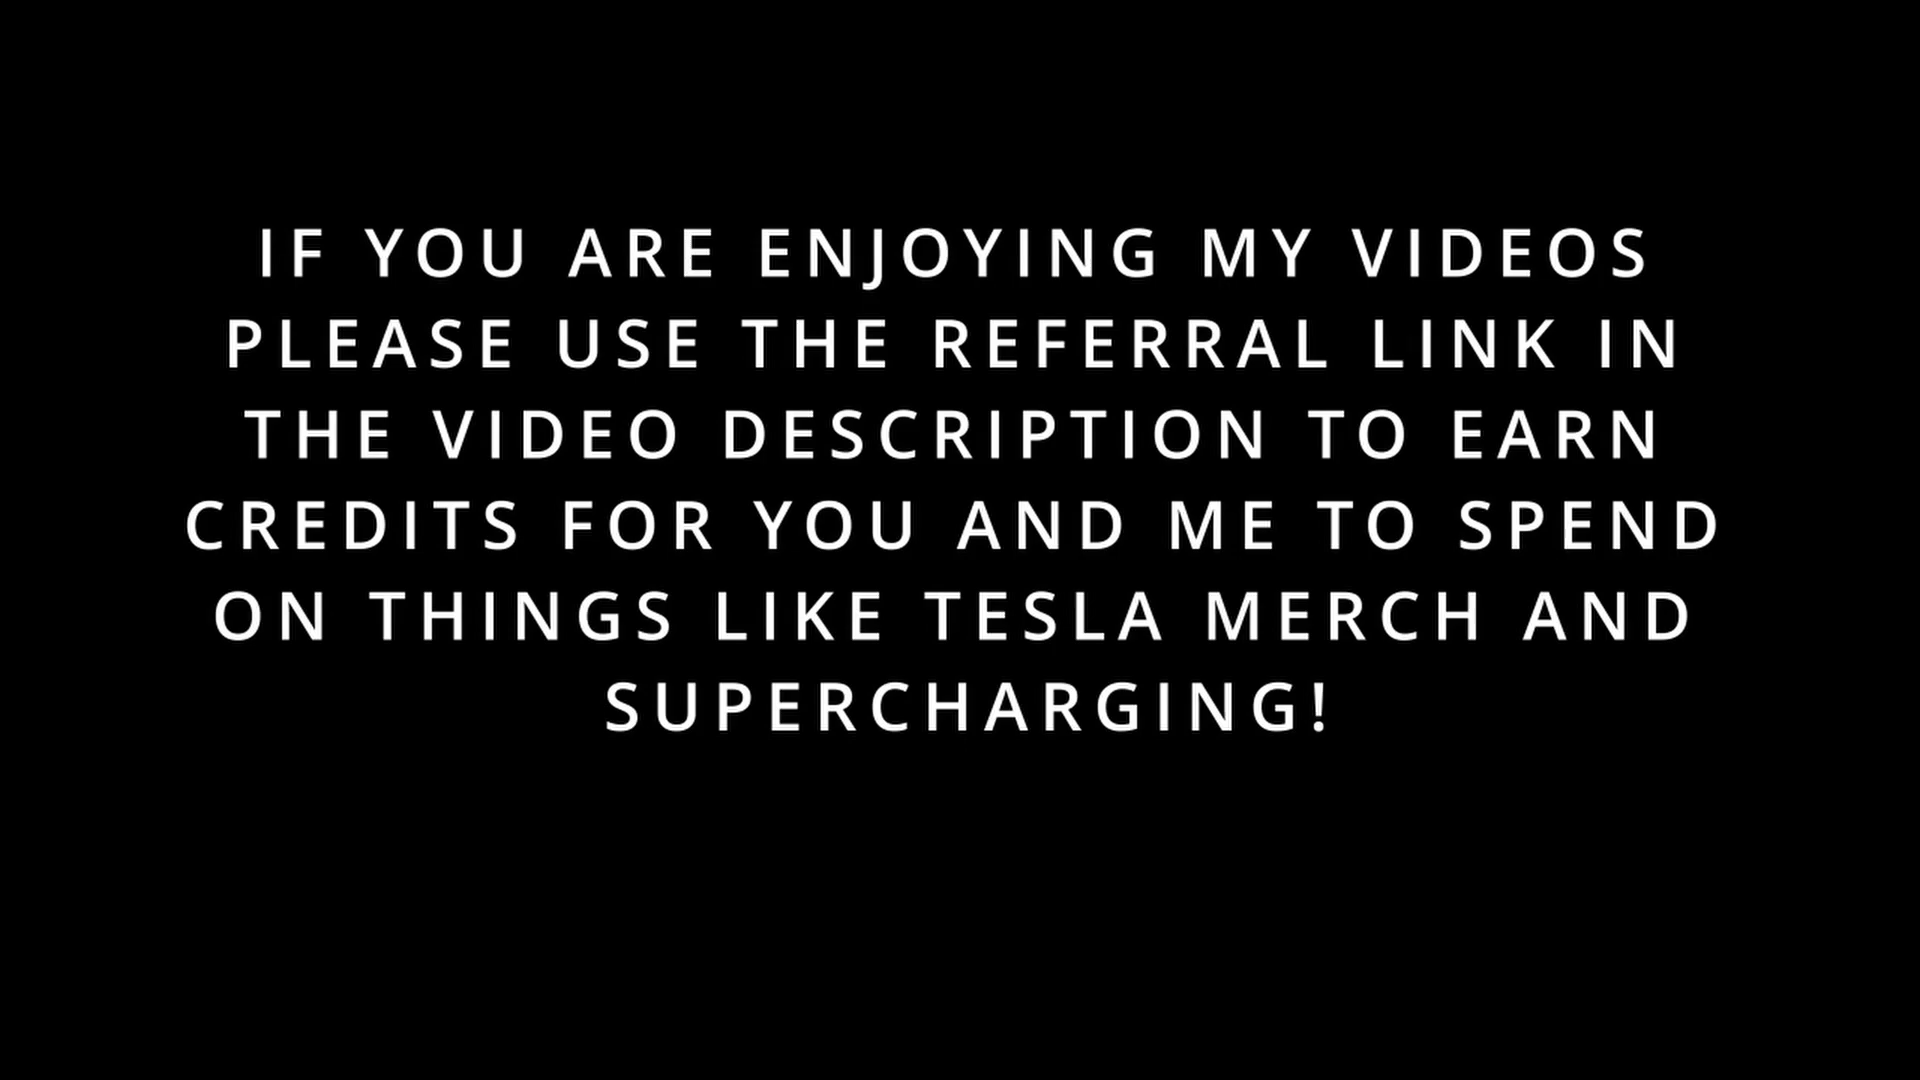 IF YOU ARE ENJOYING MY VIDEOS
PLEASE USE THE REFERRAL LINK IN
THE VIDEO DESCRIPTION TO EARN
CREDITS FOR YOU AND ME TO SPEND
ON THINGS LIKE TESLA MERCH AND
SUPERCHARGING!